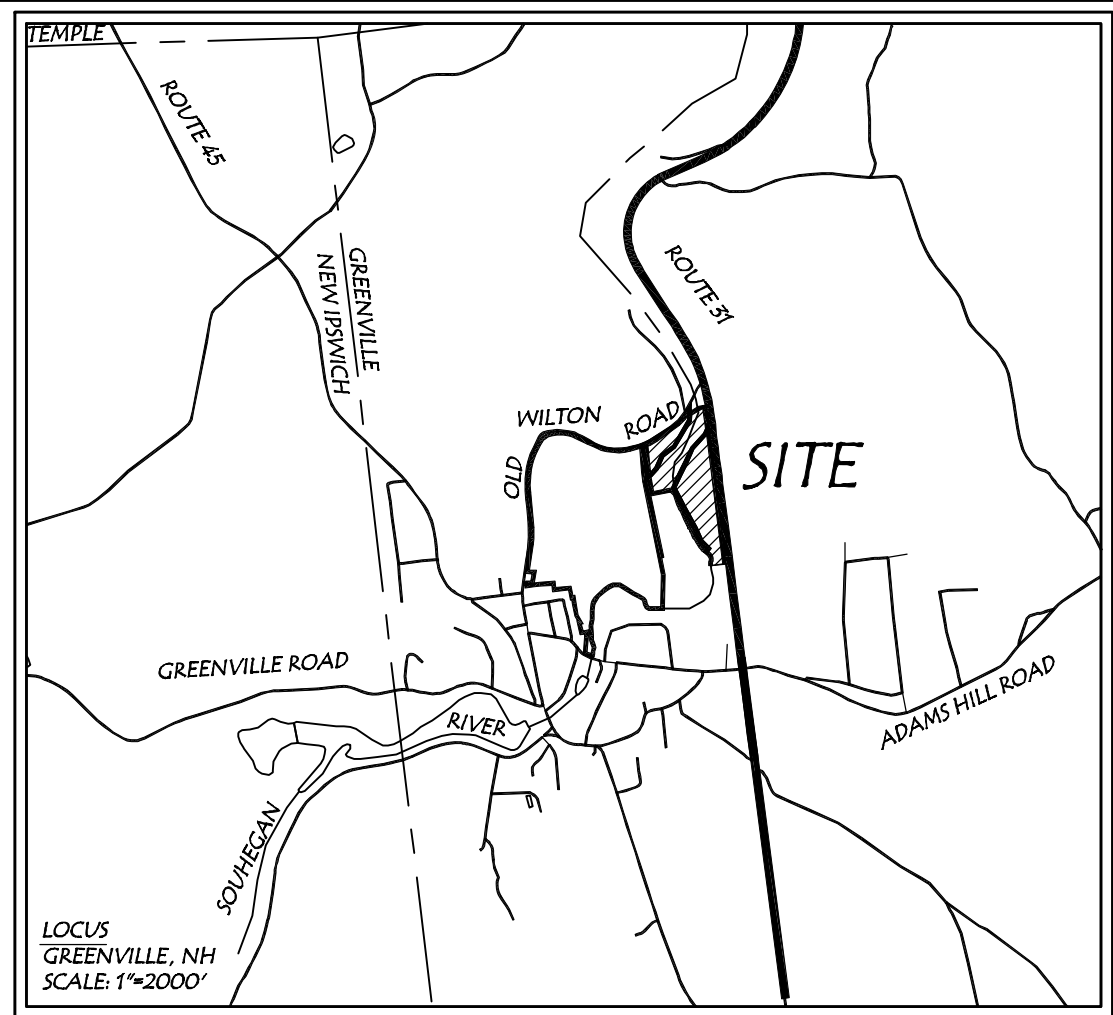 TEMPLE
ROUTE 45
GREENVILLE
NEW IPSWICH
ROUTE 31
OLD WILTON ROAD
SITE
GREENVILLE ROAD
SOUHEGAN RIVER
ADAMS HILL ROAD
LOCUS
GREENVILLE, NH
SCALE: 1"=2000'